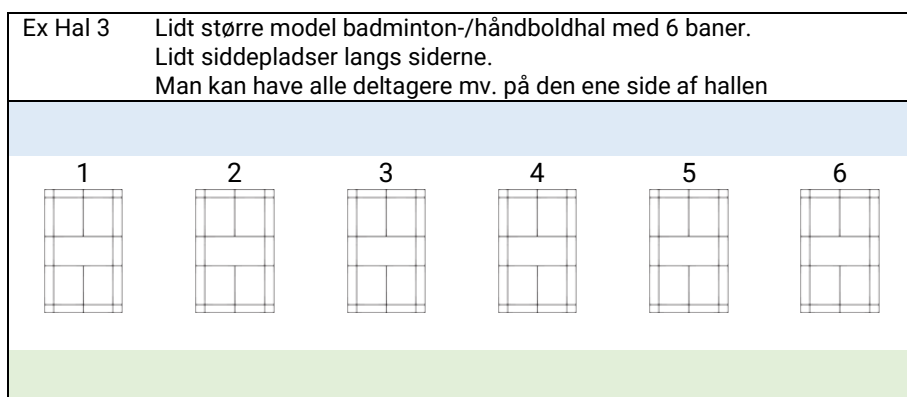 Ex Hal 3 Lidt større model badminton-/håndboldhal med 6 baner.
Lidt siddepladser langs siderne.
Man kan have alle deltagere mv. på den ene side af hallen
1 2 3 4 5 6